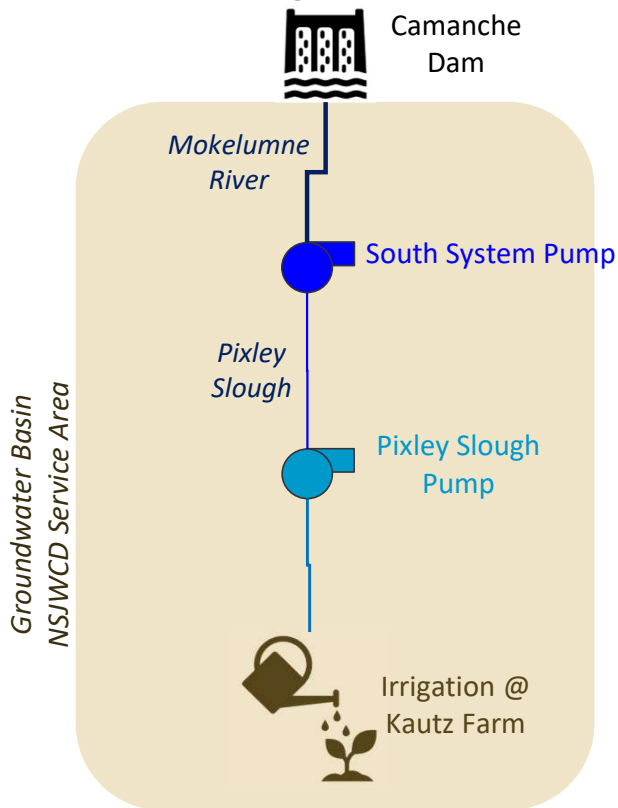 Camanche
Dam
Mokelumne
River
South System Pump
Pixley
Slough
Pixley Slough
Pump
Groundwater Basin
NSJWCD Service Area
Irrigation @
Kautz Farm